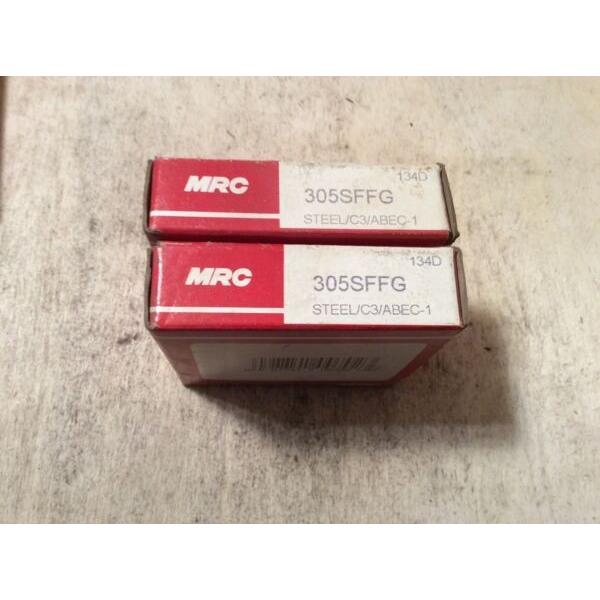 MRC
134D
305SFFG
STEEL/C3/ABEC-1
MRC
134D
305SFFG
STEEL/C3/ABEC-1